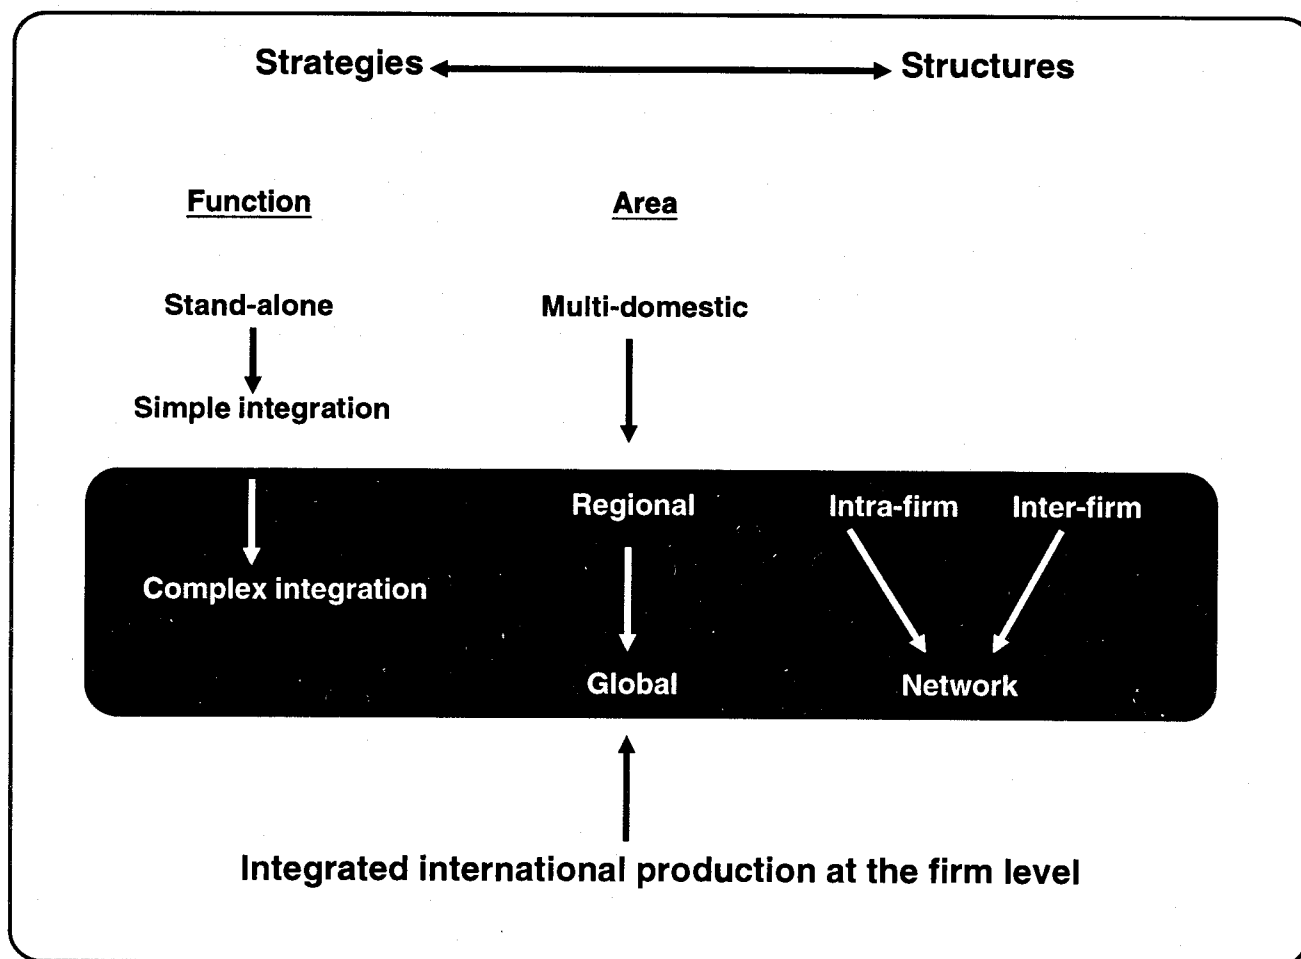 Strategies
Structures
Function
Area
Stand-alone
Multi-domestic
Simple integration
Regional
Intra-firm
Inter-firm
Complex integration
Global
Network
Integrated international production at the firm level